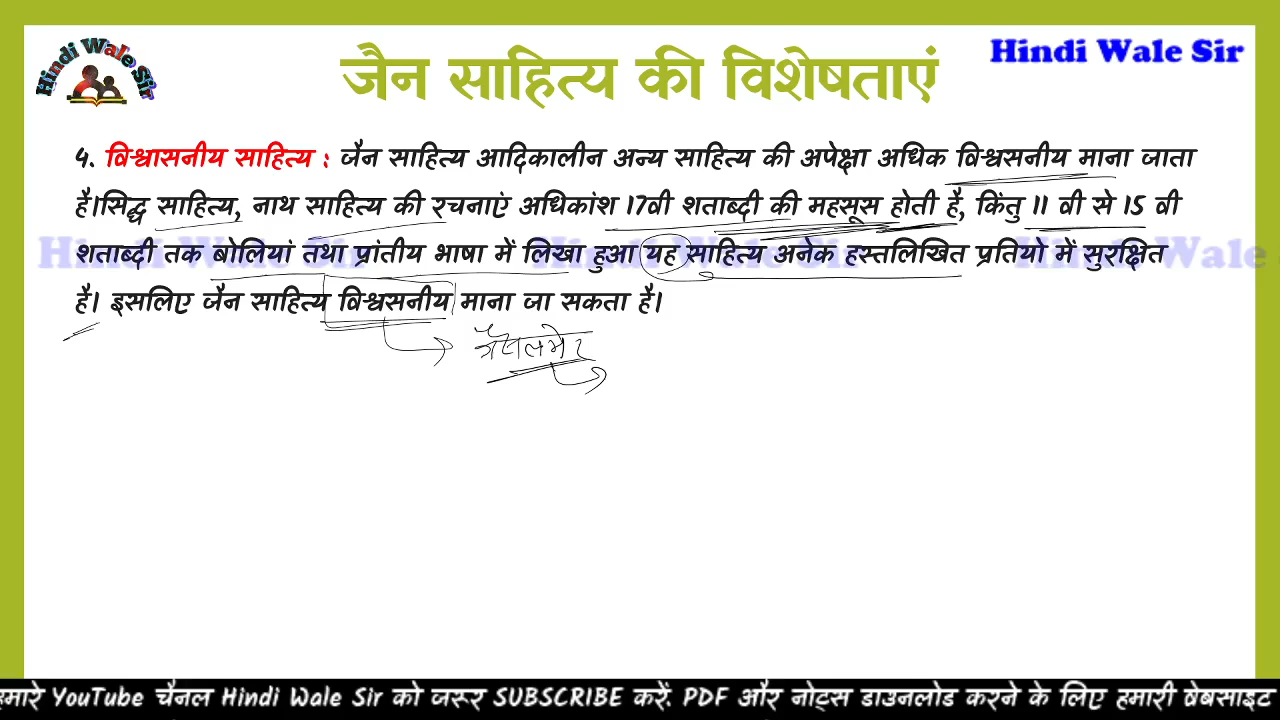 Hindi Wale Sir
जैन साहित्य की विशेषताएं
Hindi Wale Sir
4. विश्वासनीय साहित्य : जैन साहित्य आदिकालीन अन्य साहित्य की अपेक्षा अधिक विश्वसनीय माना जाता
है।सिद्ध साहित्य, नाथ साहित्य की रचनाएं अधिकांश 17वी शताब्दी की महसूस होती है, किंतु 11 वी से 15 वी
शताब्दी तक बोलियां तथा प्रांतीय भाषा में लिखा हुआ यह साहित्य अनेक हस्तलिखित प्रतियो में सुरक्षित
है। इसलिए जैन साहित्य विश्वसनीय माना जा सकता है।
जैसलमेर
हमारे YouTube चैनल Hindi Wale Sir को जरूर SUBSCRIBE करें. PDF और नोट्स डाउनलोड करने के लिए हमारी वेबसाइट